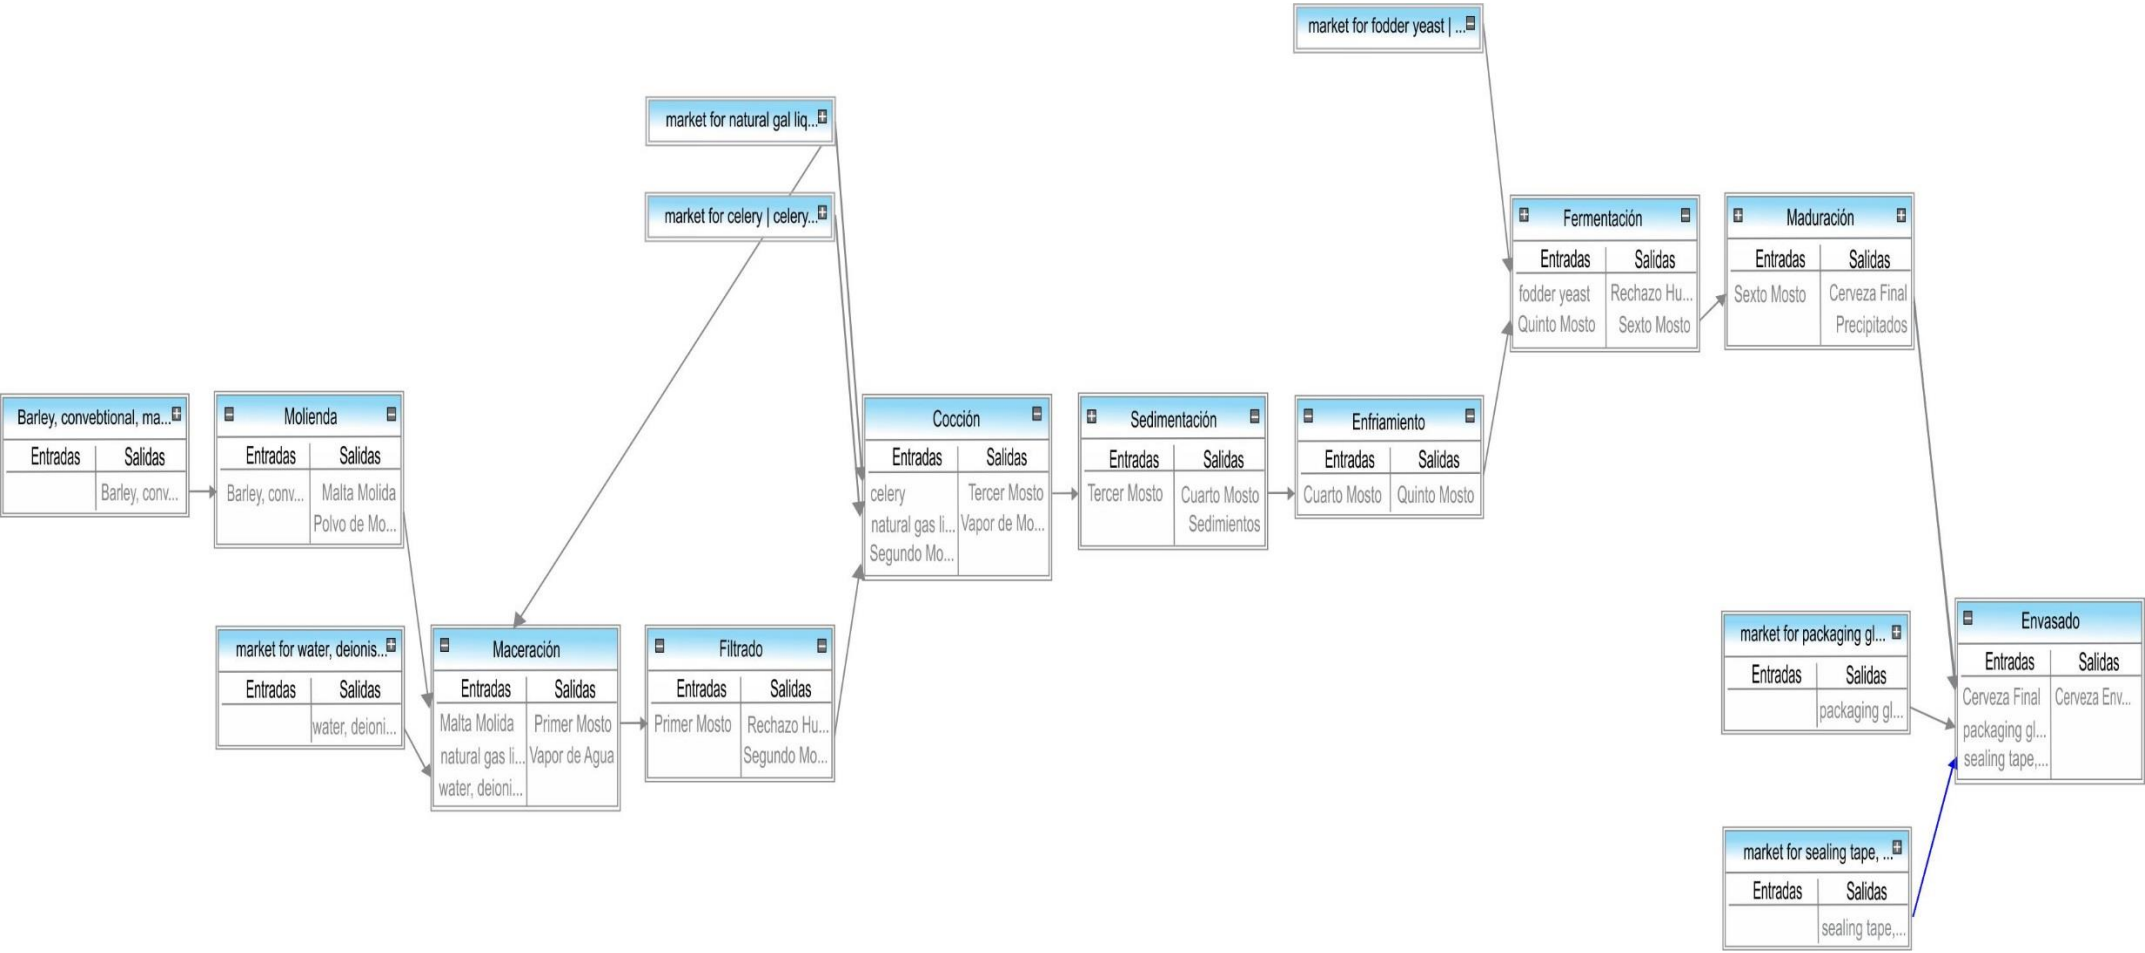 market for fodder yeast | ...
market for natural gal liq...
market for celery | celery...
Fermentación
Entradas Salidas
fodder yeast Rechazo Hu...
Quinto Mosto Sexto Mosto
Maduración
Entradas Salidas
Sexto Mosto Cerveza Final
Precipitados
Barley, convebtional, ma...
Entradas Salidas
Barley, conv...
Molienda
Entradas Salidas
Barley, conv... Malta Molida
Polvo de Mo...
Cocción
Entradas Salidas
celery Tercer Mosto
natural gas li... Vapor de Mo...
Segundo Mo...
Sedimentación
Entradas Salidas
Tercer Mosto Cuarto Mosto
Sedimientos
Enfriamiento
Entradas Salidas
Cuarto Mosto Quinto Mosto
market for water, deionis...
Entradas Salidas
water, deioni...
Maceración
Entradas Salidas
Malta Molida Primer Mosto
natural gas li... Vapor de Agua
water, deioni...
Filtrado
Entradas Salidas
Primer Mosto Rechazo Hu...
Segundo Mo...
market for packaging gl...
Entradas Salidas
packaging gl...
Envasado
Entradas Salidas
Cerveza Final Cerveza Env...
packaging gl...
sealing tape,...
market for sealing tape, ...
Entradas Salidas
sealing tape,...